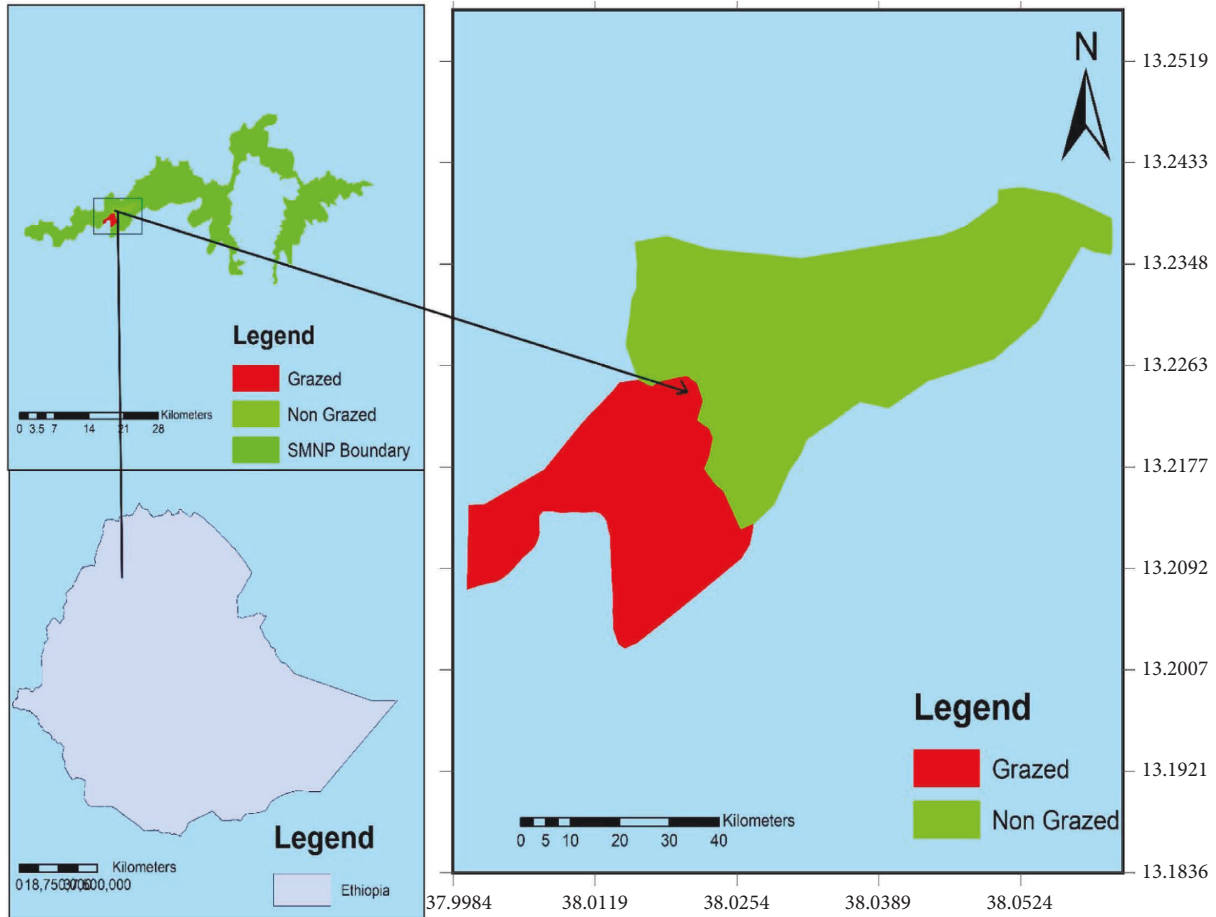 Legend
Grazed
Non Grazed
SMNP Boundary
Kilometers
0 3.5 7 14 21 28
Legend
Ethiopia
Kilometers
N
13.2519
13.2433
13.2348
13.2263
13.2177
13.2092
13.2007
13.1921
13.1836
Legend
Grazed
Non Grazed
Kilometers
0 5 10 20 30 40
37.9984 38.0119 38.0254 38.0389 38.0524